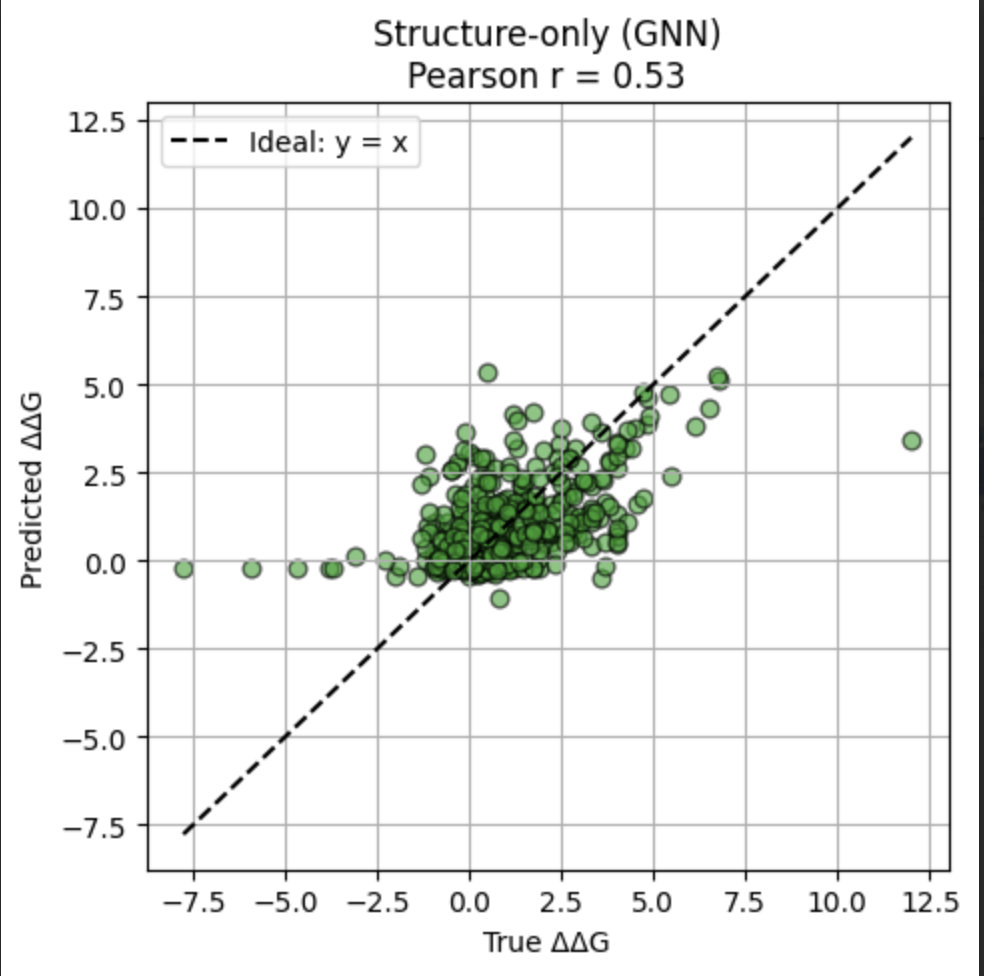 Structure-only (GNN)
Pearson r = 0.53
Ideal: y = x
12.5
10.0
7.5
5.0
2.5
0.0
−2.5
−5.0
−7.5
Predicted ΔΔG
−7.5 −5.0 −2.5 0.0 2.5 5.0 7.5 10.0 12.5
True ΔΔG